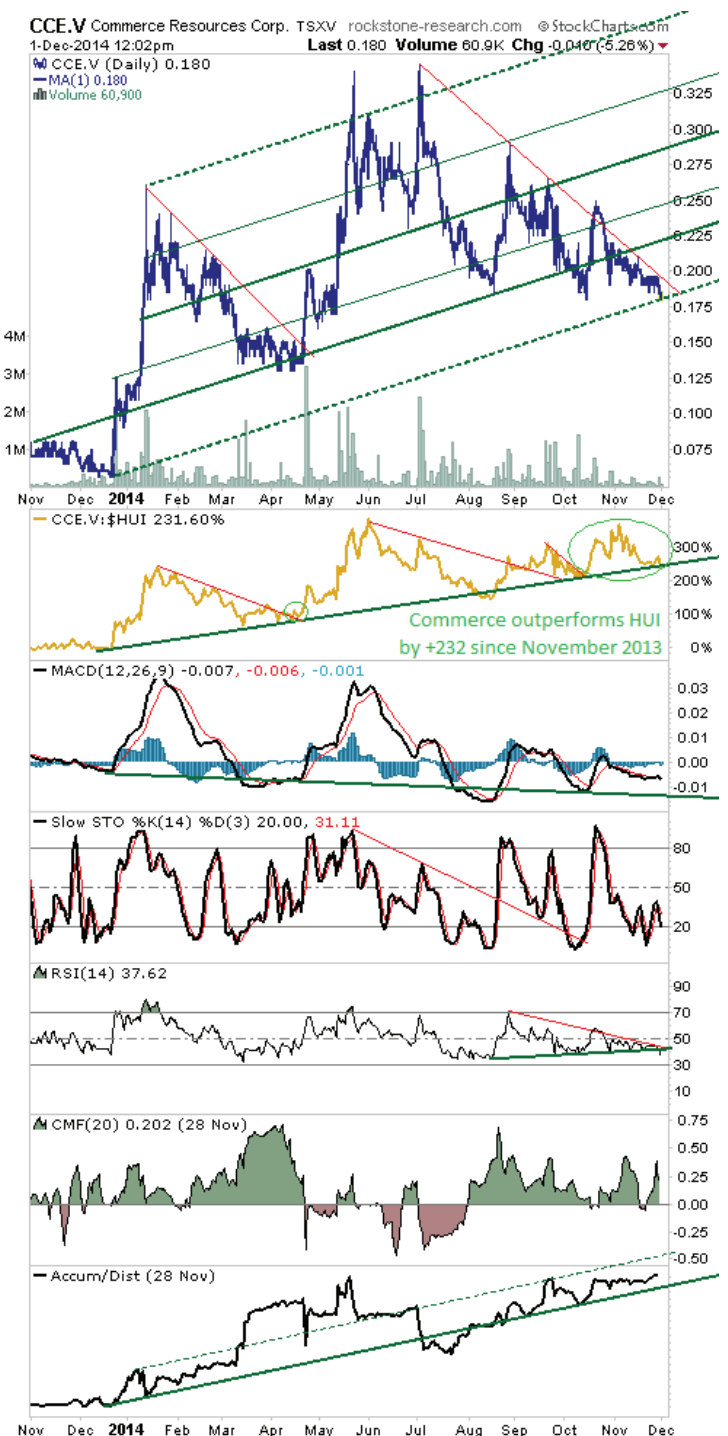 CCE.V Commerce Resources Corp. TSXV rockstone-research.com © StockCharts.com
1-Dec-2014 12:02pm Last 0.180 Volume 60.9K Chg -0.010 (-5.26%)
CCE.V (Daily) 0.180
MA(1) 0.180
Volume 60,900
0.325
0.300
0.275
0.250
0.225
0.200
0.175
0.150
0.125
0.100
0.075
4M
3M
2M
1M
Nov Dec 2014 Feb Mar Apr May Jun Jul Aug Sep Oct Nov Dec
CCE.V:$HUI 231.60%
300%
200%
100%
0%
Commerce outperforms HUI
by +232 since November 2013
MACD(12,26,9) -0.007, -0.006, -0.001
0.03
0.02
0.01
0.00
-0.01
Slow STO %K(14) %D(3) 20.00, 31.11
80
50
20
RSI(14) 37.62
90
70
50
30
10
CMF(20) 0.202 (28 Nov)
0.75
0.50
0.25
0.00
-0.25
-0.50
Accum/Dist (28 Nov)
Nov Dec 2014 Feb Mar Apr May Jun Jul Aug Sep Oct Nov Dec